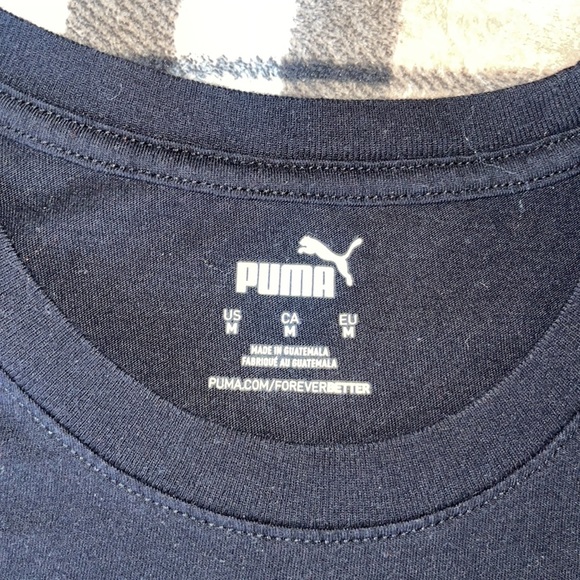 PUMA
US CA EU
M M M
MADE IN GUATEMALA
FABRIQUÉ AU GUATEMALA
PUMA.COM/FOREVERBETTER